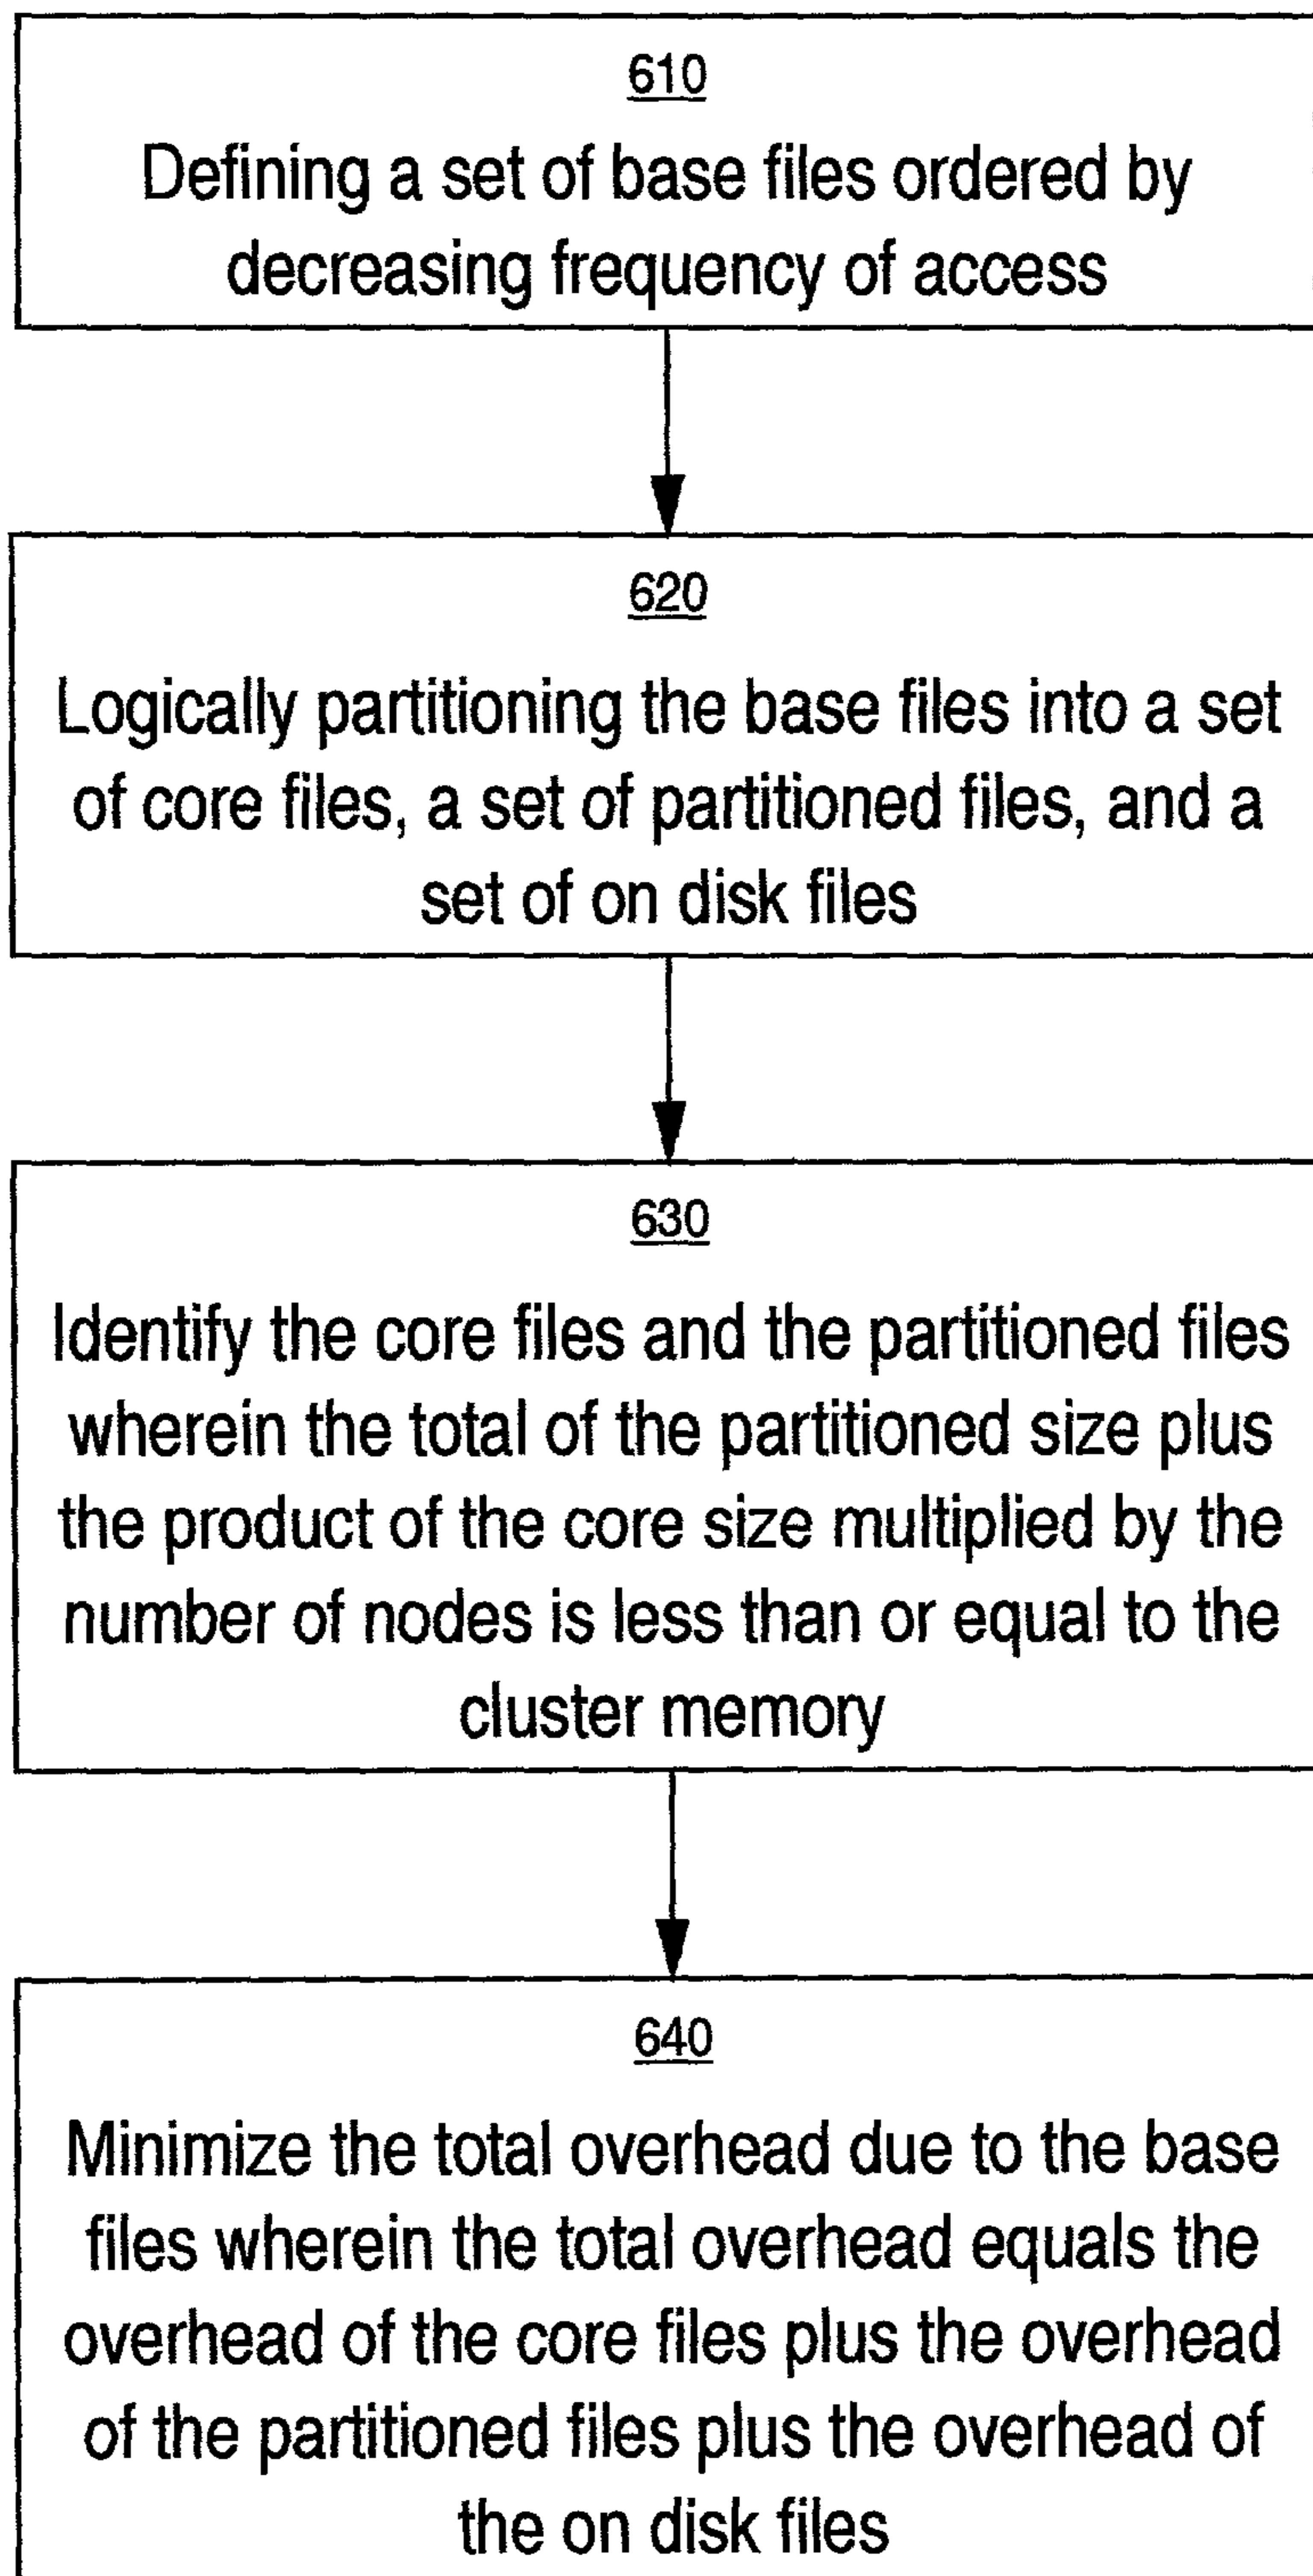 610
Defining a set of base files ordered by
decreasing frequency of access
620
Logically partitioning the base files into a set
of core files, a set of partitioned files, and a
set of on disk files
630
Identify the core files and the partitioned files
wherein the total of the partitioned size plus
the product of the core size multiplied by the
number of nodes is less than or equal to the
cluster memory
640
Minimize the total overhead due to the base
files wherein the total overhead equals the
overhead of the core files plus the overhead
of the partitioned files plus the overhead of
the on disk files